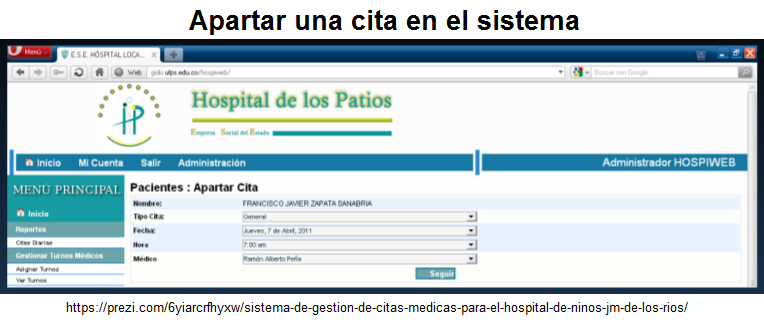 Apartar una cita en el sistema
Menú
E.S.E. HOSPITAL LOCA...
Web gidis.ufps.edu.co/hospiweb/
Buscar con Google
Hospital de los Patios
Empresa Social del Estado
Inicio Mi Cuenta Salir Administración Administrador HOSPIWEB
MENÚ PRINCIPAL
Inicio
Reportes
Citas Diarias
Gestionar Turnos Médicos
Asignar Turnos
Ver Turnos
Pacientes : Apartar Cita
Nombre: FRANCISCO JAVIER ZAPATA SANABRIA
Tipo Cita: General
Fecha: Jueves, 7 de Abril, 2011
Hora 7:00 am
Médico Ramón Alberto Peña
Seguir
https://prezi.com/6yiarcrfhyxw/sistema-de-gestion-de-citas-medicas-para-el-hospital-de-ninos-jm-de-los-rios/